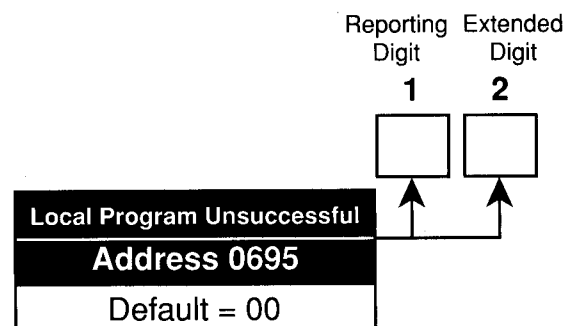 Reporting Extended
Digit Digit
1 2
Local Program Unsuccessful
Address 0695
Default = 00